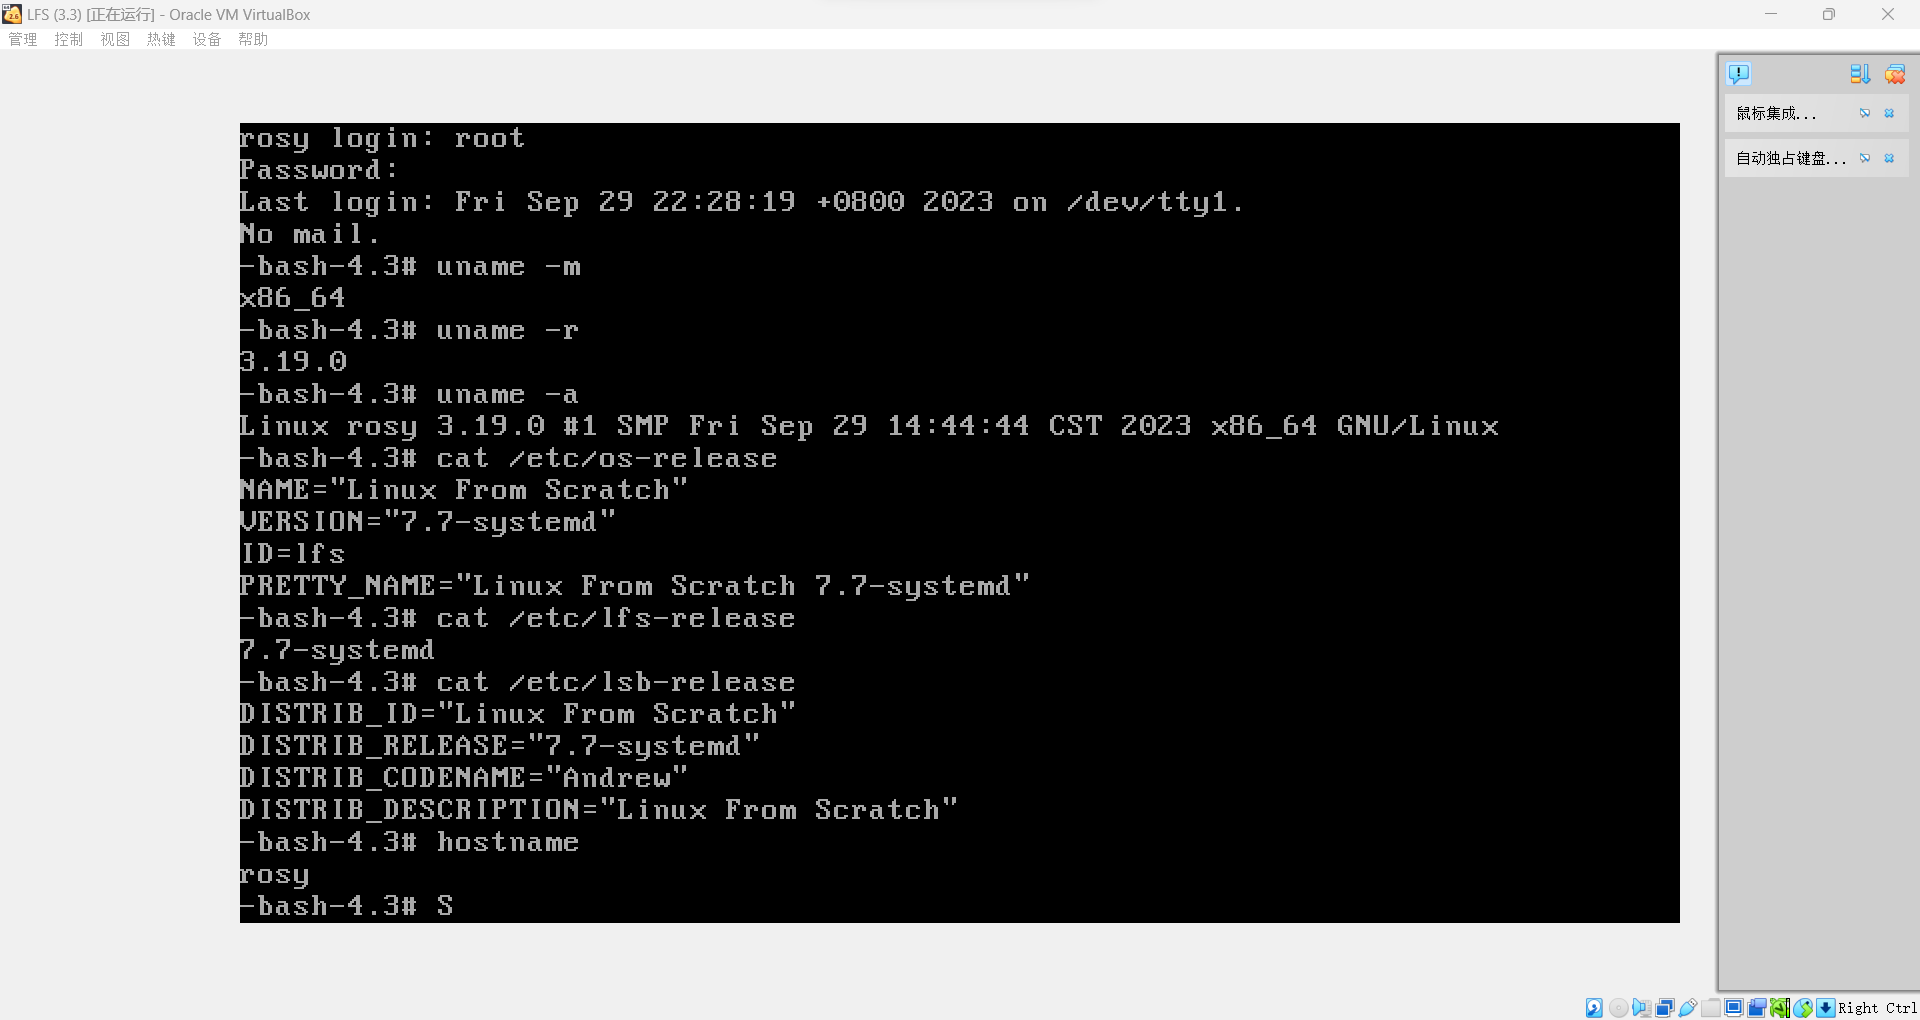 LFS (3.3) [正在运行] - Oracle VM VirtualBox
管理 控制 视图 热键 设备 帮助
鼠标集成...
自动独占键盘...
rosy login: root
Password:
Last login: Fri Sep 29 22:28:19 +0800 2023 on /dev/tty1.
No mail.
-bash-4.3# uname -m
x86_64
-bash-4.3# uname -r
3.19.0
-bash-4.3# uname -a
Linux rosy 3.19.0 #1 SMP Fri Sep 29 14:44:44 CST 2023 x86_64 GNU/Linux
-bash-4.3# cat /etc/os-release
NAME="Linux From Scratch"
VERSION="7.7-systemd"
ID=lfs
PRETTY_NAME="Linux From Scratch 7.7-systemd"
-bash-4.3# cat /etc/lfs-release
7.7-systemd
-bash-4.3# cat /etc/lsb-release
DISTRIB_ID="Linux From Scratch"
DISTRIB_RELEASE="7.7-systemd"
DISTRIB_CODENAME="Andrew"
DISTRIB_DESCRIPTION="Linux From Scratch"
-bash-4.3# hostname
rosy
-bash-4.3# S
Right Ctrl